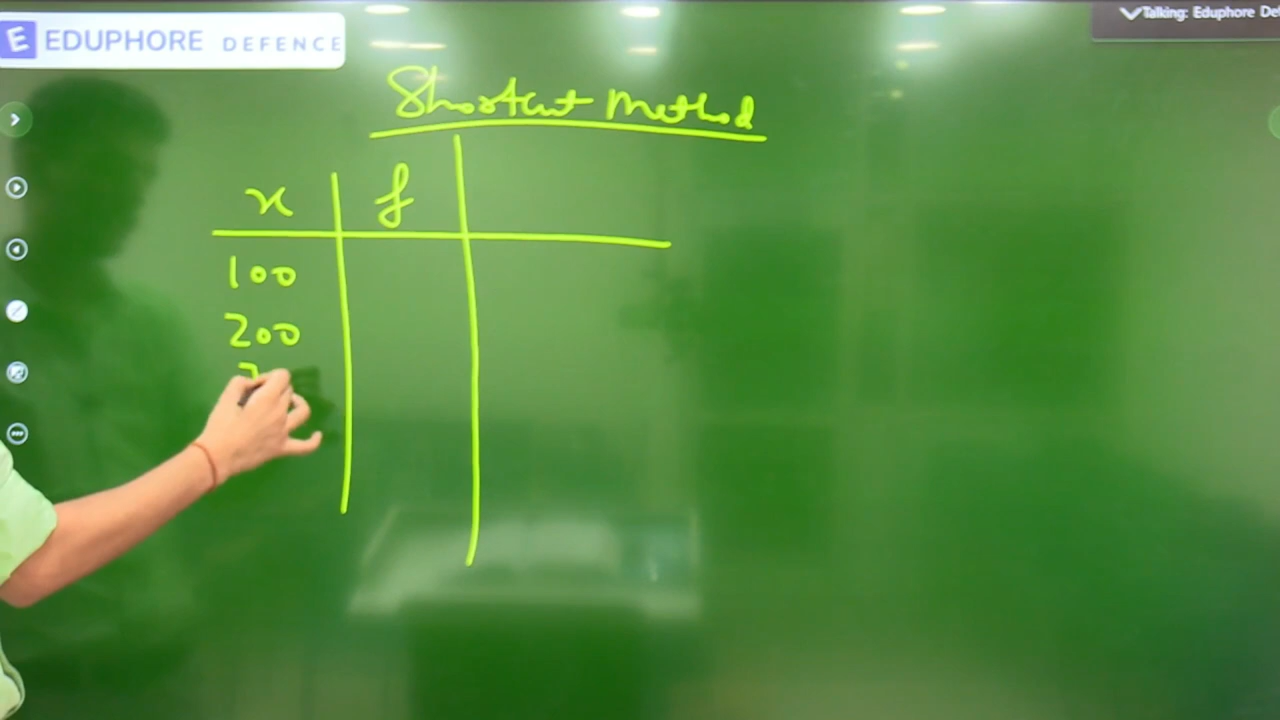 E EDUPHORE DEFENCE
Talking: Eduphore De
Shortcut Method
x f
100
200